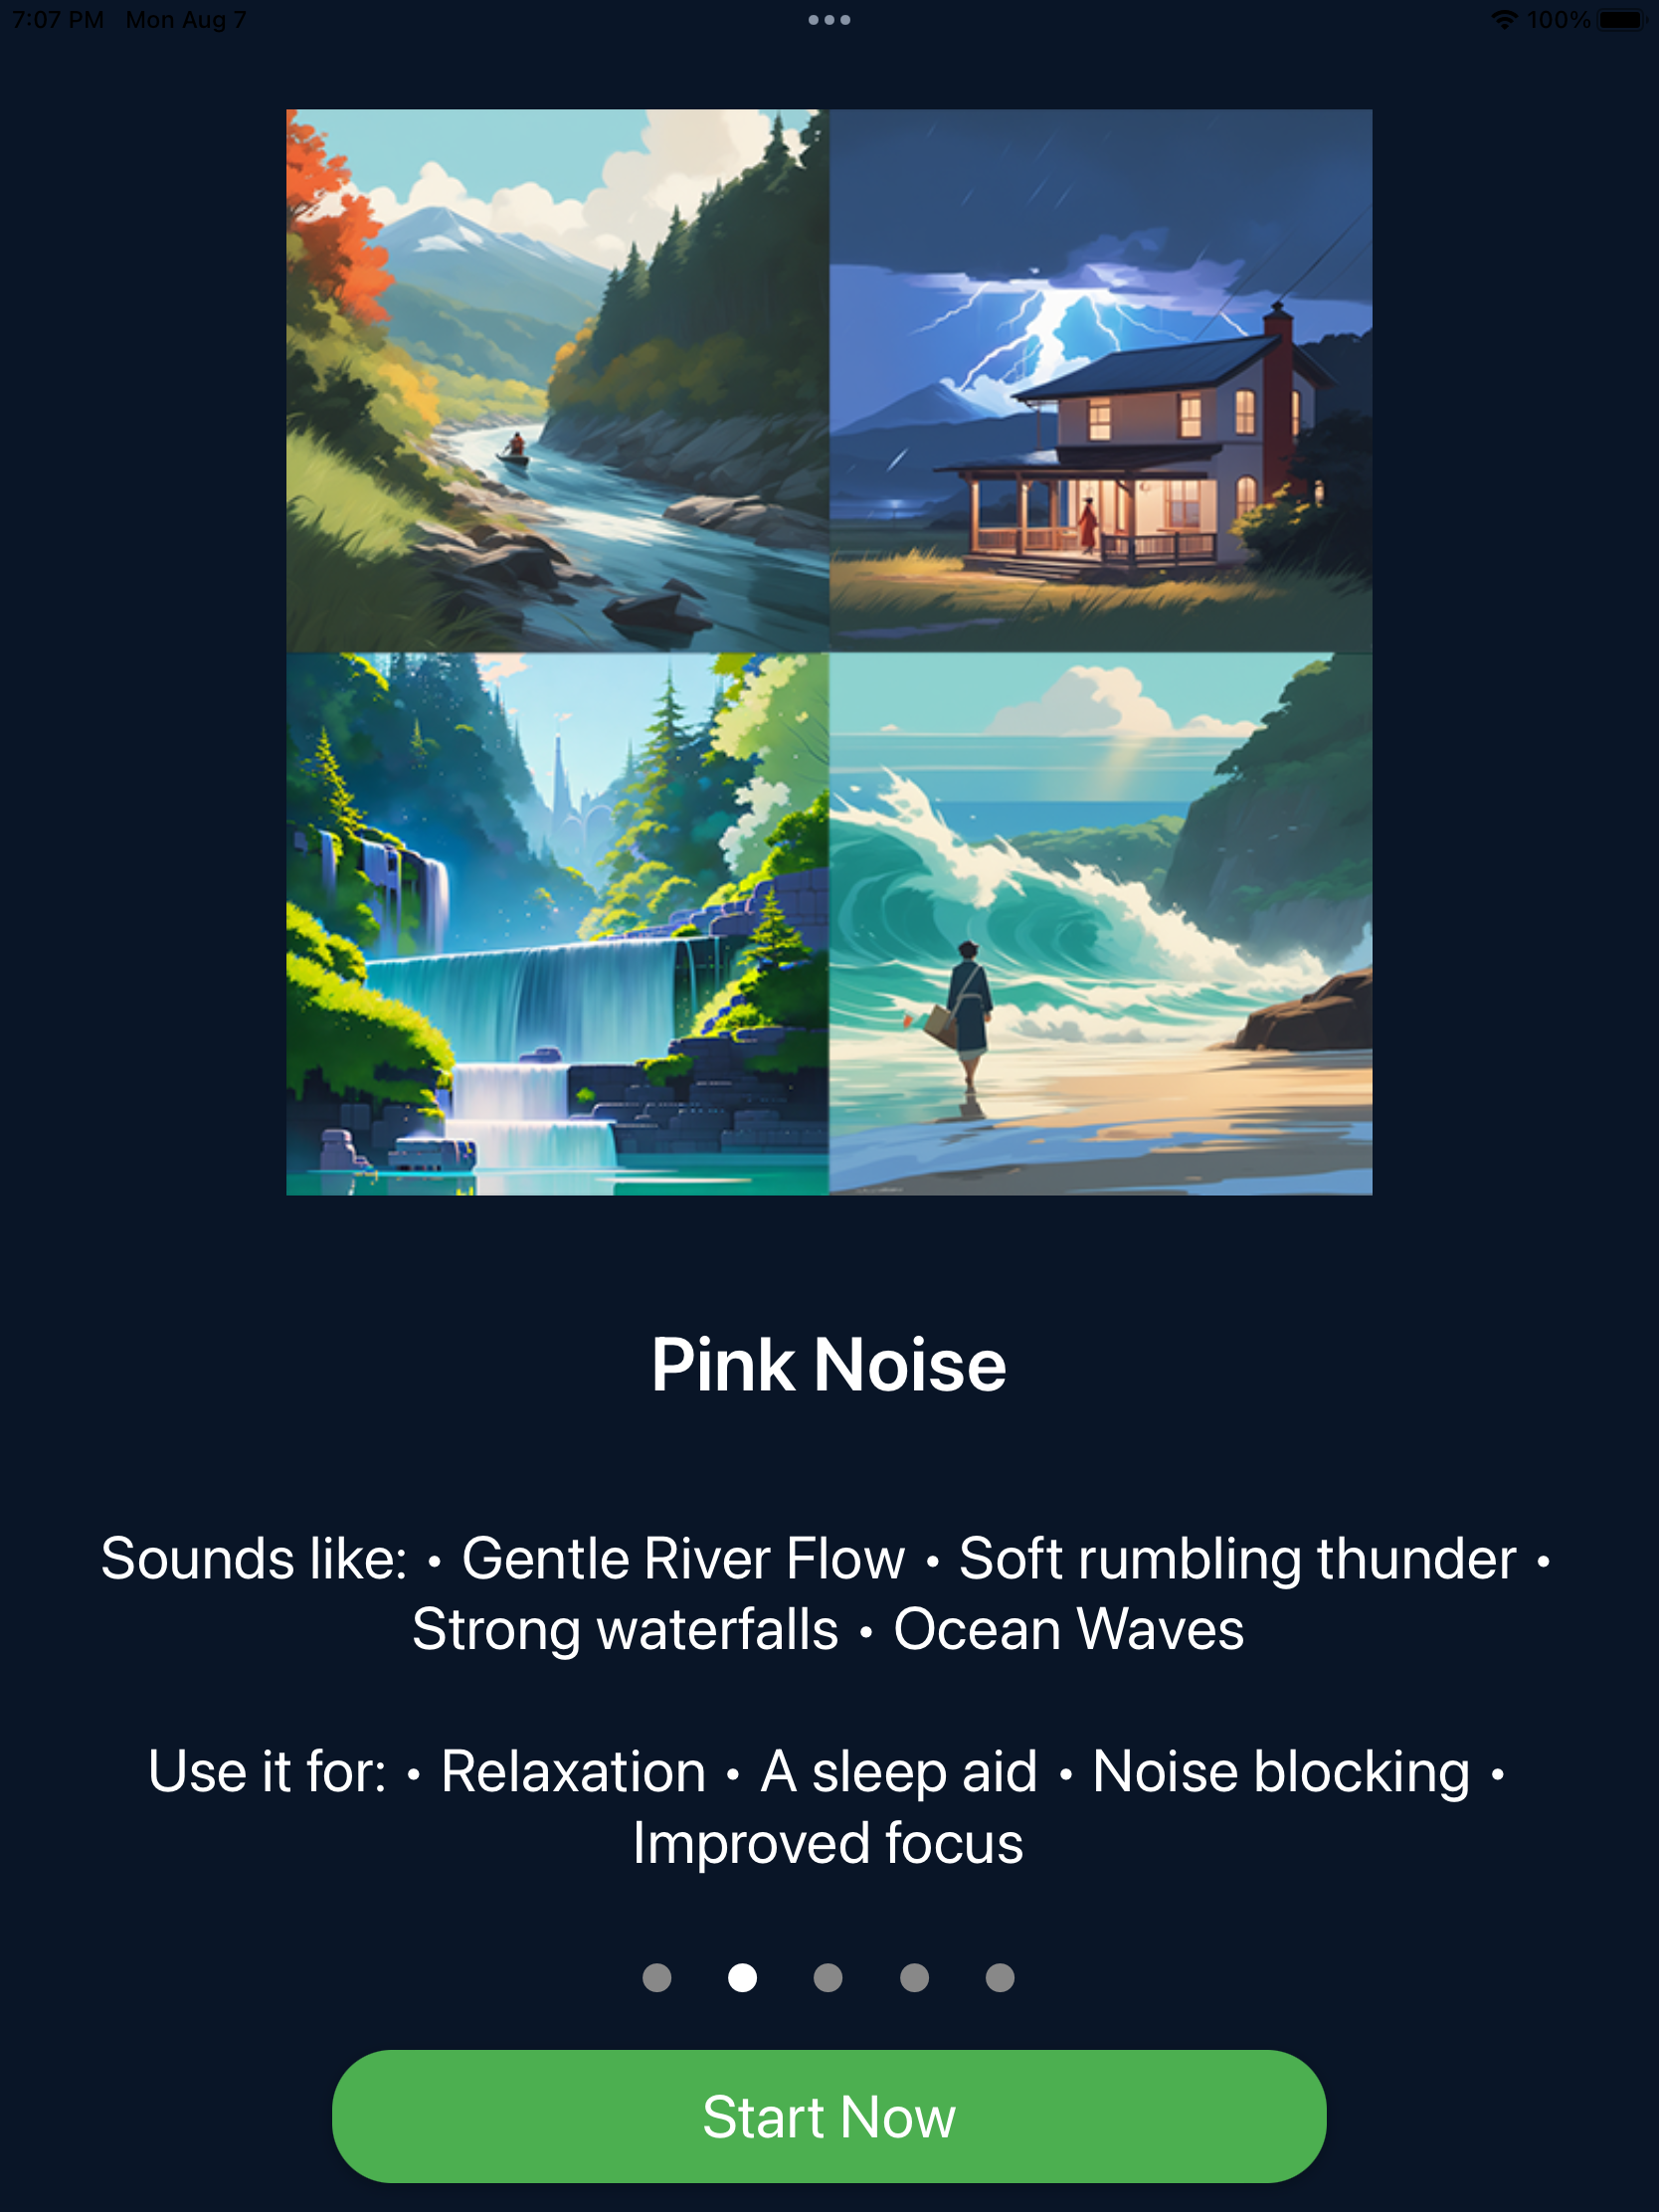 7:07 PM Mon Aug 7
100%
Pink Noise
Sounds like: • Gentle River Flow • Soft rumbling thunder •
Strong waterfalls • Ocean Waves
Use it for: • Relaxation • A sleep aid • Noise blocking •
Improved focus
Start Now